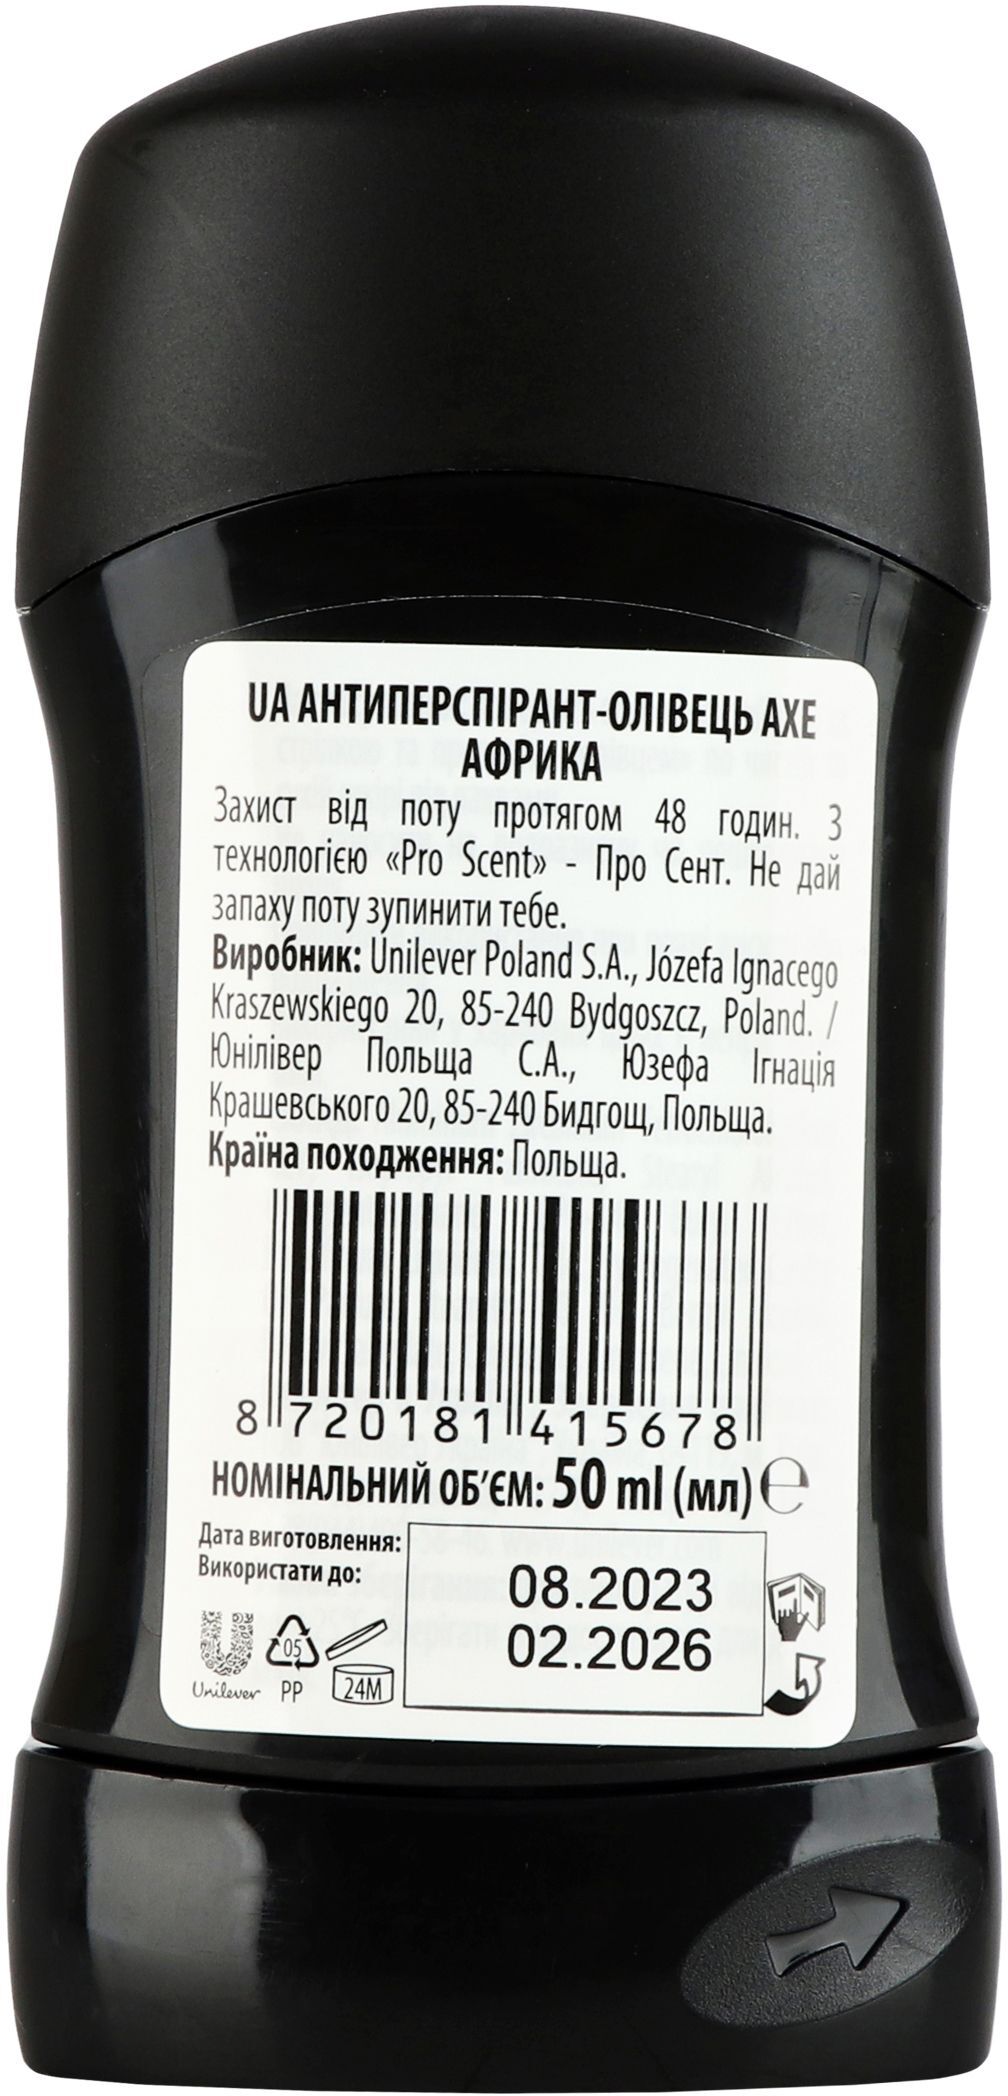 UA АНТИПЕРСПІРАНТ-ОЛІВЕЦЬ AXE
АФРИКА
Захист від поту протягом 48 годин. З
технологією «Pro Scent» - Про Сент. Не дай
запаху поту зупинити тебе.
Виробник: Unilever Poland S.A., Józefa Ignacego
Kraszewskiego 20, 85-240 Bydgoszcz, Poland. /
Юнілівер Польща С.А., Юзефа Ігнація
Крашевського 20, 85-240 Бидгощ, Польща.
Країна походження: Польща.
8 720181 415678
НОМІНАЛЬНИЙ ОБ'ЄМ: 50 ml (мл) ℮
Дата виготовлення:
Використати до:
08.2023
02.2026
Unilever
05
PP
24M